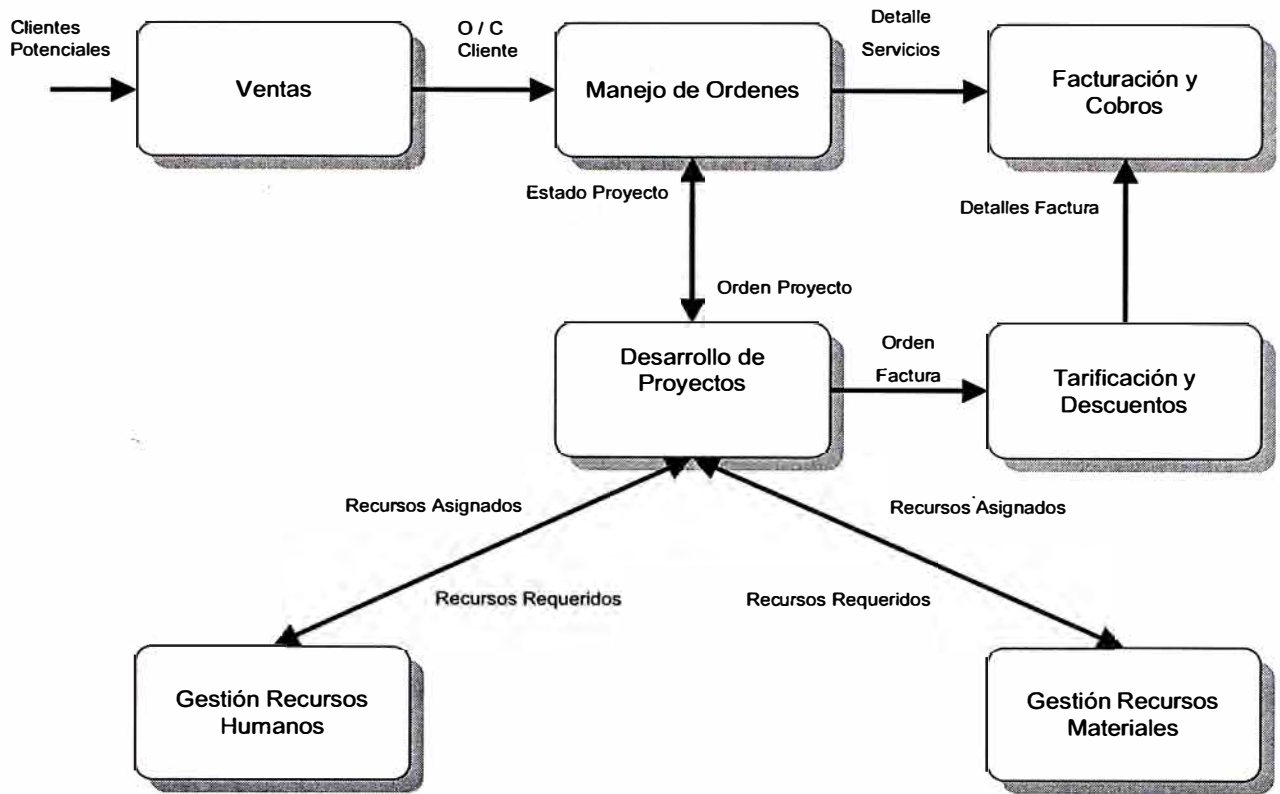 Clientes
Potenciales
Ventas
O / C
Cliente
Manejo de Ordenes
Detalle
Servicios
Facturación y
Cobros
Estado Proyecto
Detalles Factura
Orden Proyecto
Desarrollo de
Proyectos
Orden
Factura
Tarificación y
Descuentos
Recursos Asignados
Recursos Asignados
Recursos Requeridos
Recursos Requeridos
Gestión Recursos
Humanos
Gestión Recursos
Materiales